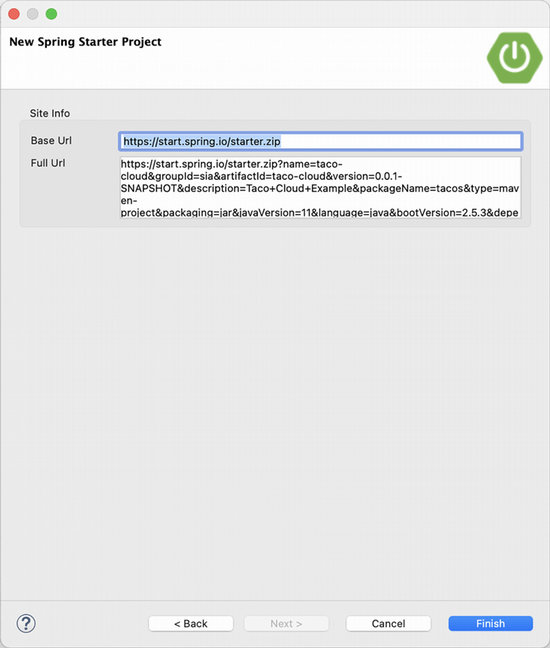 New Spring Starter Project
Site Info
Base Url
https://start.spring.io/starter.zip
Full Url
https://start.spring.io/starter.zip?name=taco-
cloud&groupId=sia&artifactId=taco-cloud&version=0.0.1-
SNAPSHOT&description=Taco+Cloud+Example&packageName=tacos&type=mav
en-
project&packaging=jar&javaVersion=11&language=java&bootVersion=2.5.3&depe
?
< Back
Next >
Cancel
Finish